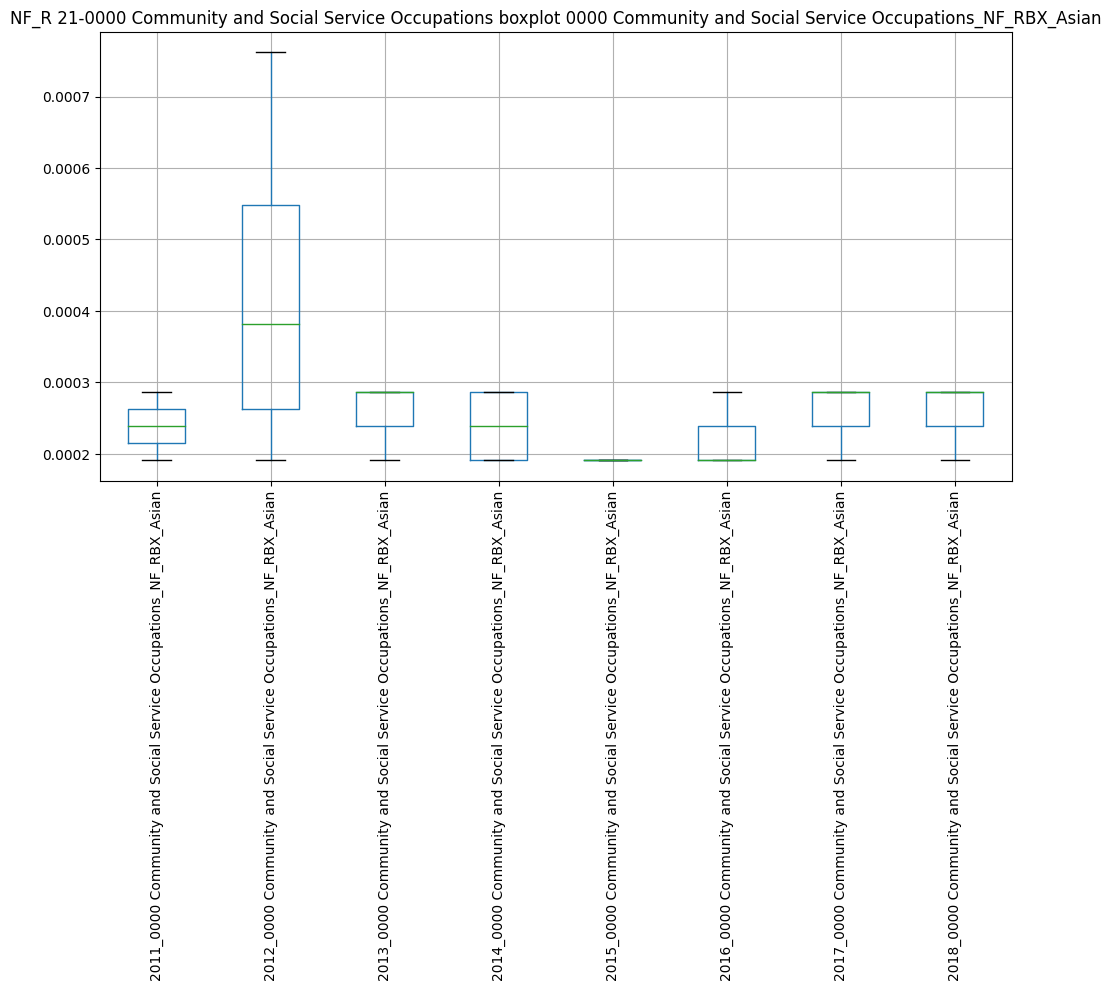 NF_R 21-0000 Community and Social Service Occupations boxplot 0000 Community and Social Service Occupations_NF_RBX_Asian
0.0007
0.0006
0.0005
0.0004
0.0003
0.0002
2011_0000 Community and Social Service Occupations_NF_RBX_Asian
2012_0000 Community and Social Service Occupations_NF_RBX_Asian
2013_0000 Community and Social Service Occupations_NF_RBX_Asian
2014_0000 Community and Social Service Occupations_NF_RBX_Asian
2015_0000 Community and Social Service Occupations_NF_RBX_Asian
2016_0000 Community and Social Service Occupations_NF_RBX_Asian
2017_0000 Community and Social Service Occupations_NF_RBX_Asian
2018_0000 Community and Social Service Occupations_NF_RBX_Asian